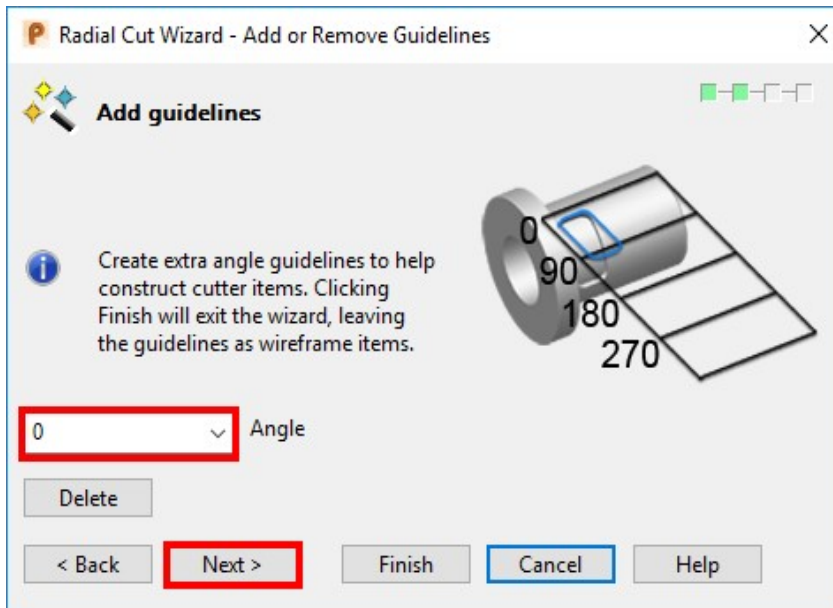 Radial Cut Wizard - Add or Remove Guidelines
Add guidelines
Create extra angle guidelines to help
construct cutter items. Clicking
Finish will exit the wizard, leaving
the guidelines as wireframe items.
0
90
180
270
0 Angle
Delete
< Back Next > Finish Cancel Help